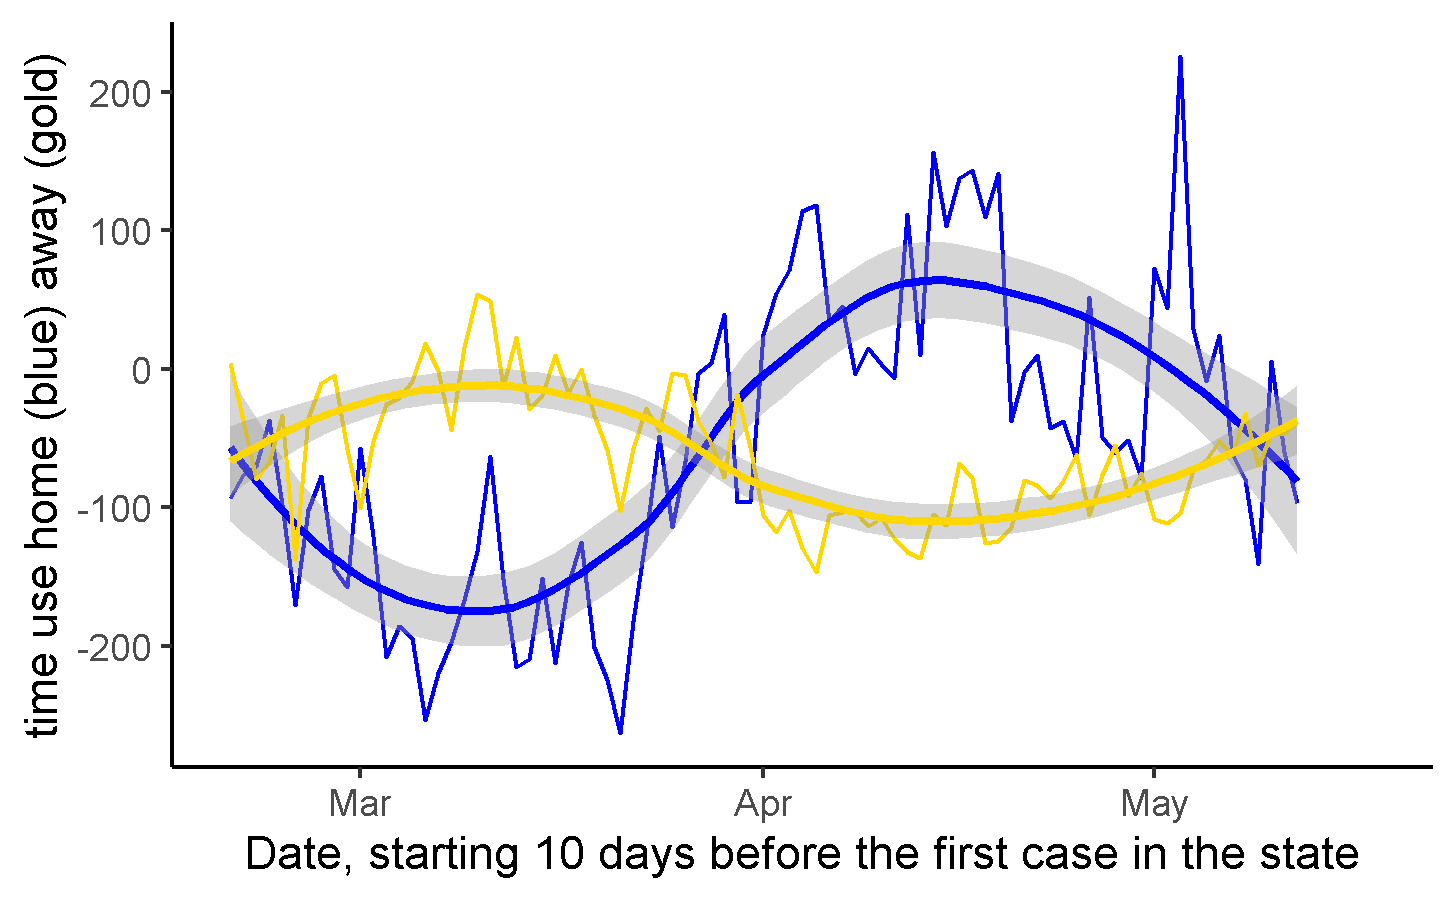 time use home (blue) away (gold)
200
100
0
-100
-200
Mar Apr May
Date, starting 10 days before the first case in the state